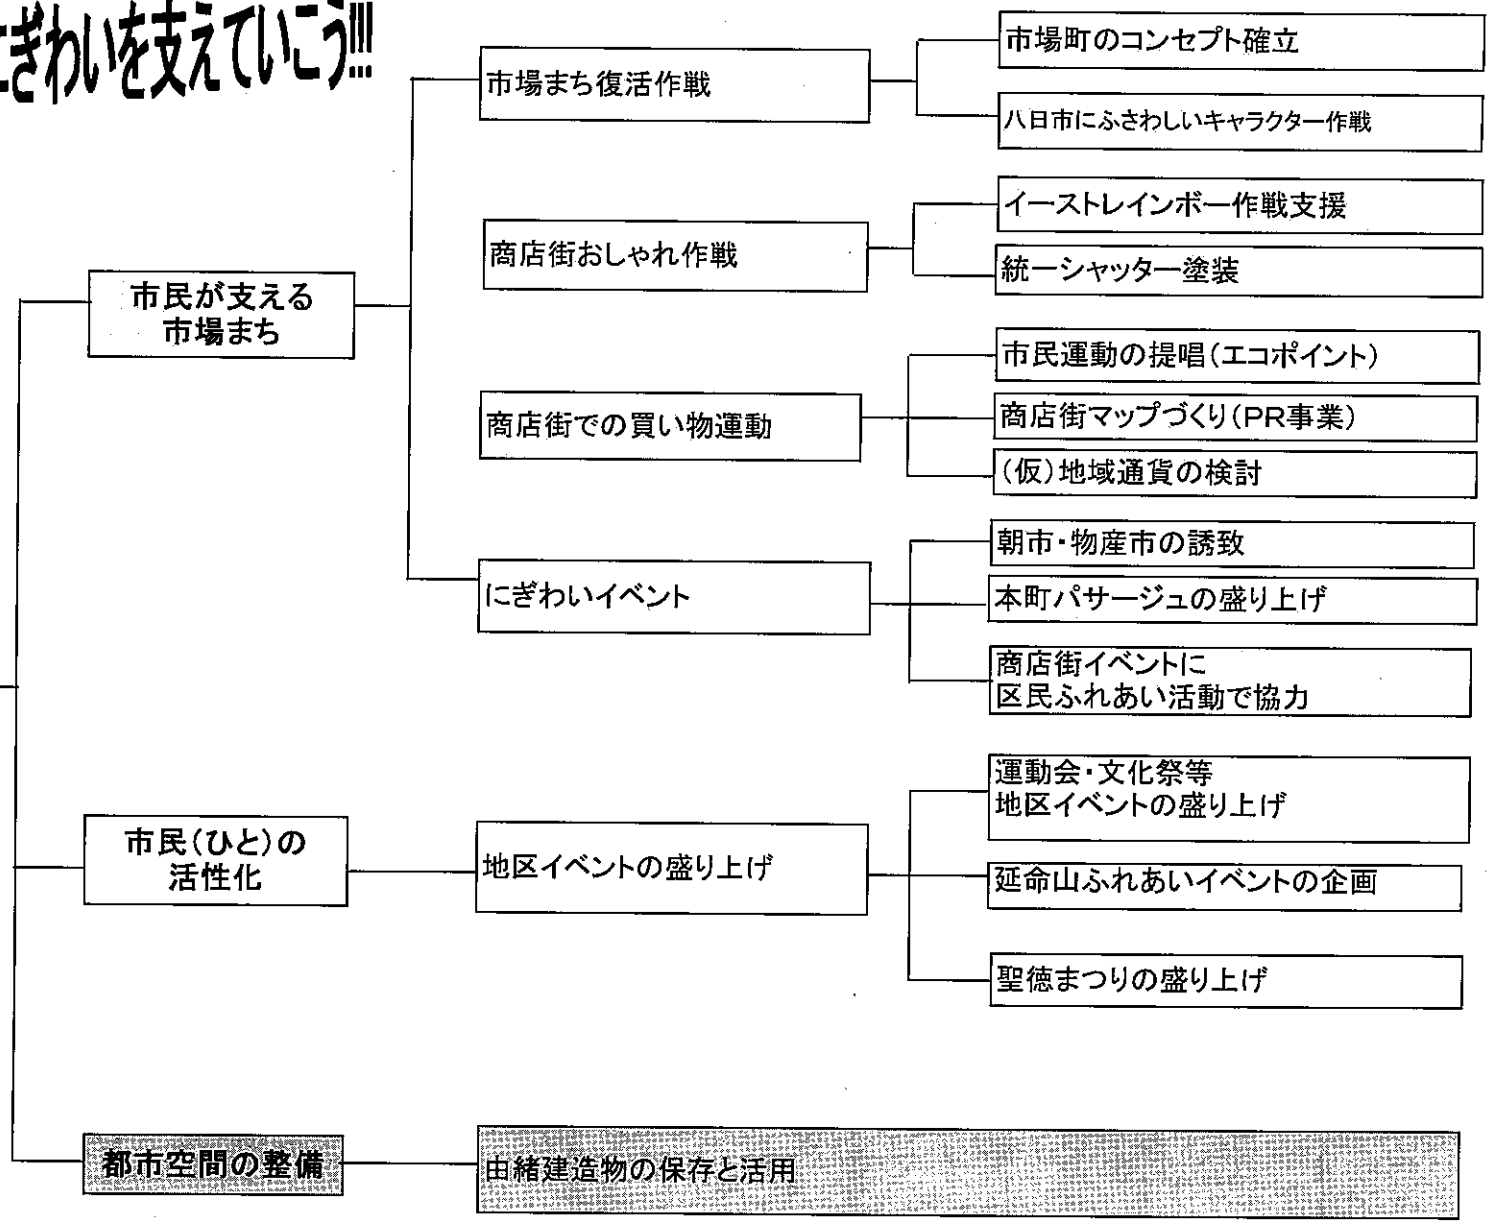 にぎわいを支えていこう!!!
市場まち復活作戦
市場町のコンセプト確立
八日市にふさわしいキャラクター作戦
商店街おしゃれ作戦
イーストレインボー作戦支援
統一シャッター塗装
市民が支える
市場まち
商店街での買い物運動
市民運動の提唱(エコポイント)
商店街マップづくり(PR事業)
(仮)地域通貨の検討
にぎわいイベント
朝市・物産市の誘致
本町パサージュの盛り上げ
商店街イベントに
区民ふれあい活動で協力
市民(ひと)の
活性化
地区イベントの盛り上げ
運動会・文化祭等
地区イベントの盛り上げ
延命山ふれあいイベントの企画
聖徳まつりの盛り上げ
都市空間の整備
由緒建造物の保存と活用